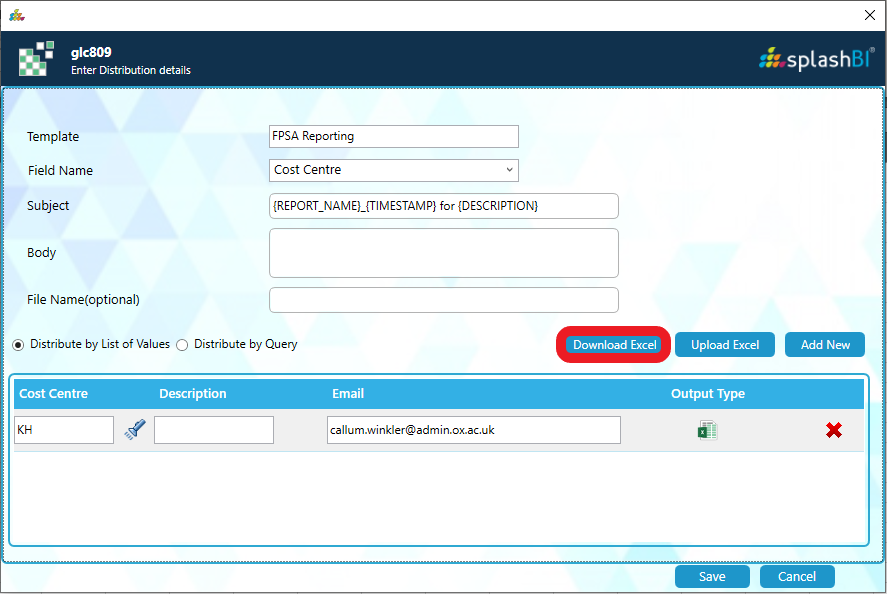 glc809
Enter Distribution details
splashBI®
Template
FPSA Reporting
Field Name
Cost Centre
Subject
{REPORT_NAME}_{TIMESTAMP} for {DESCRIPTION}
Body
File Name(optional)
Distribute by List of Values Distribute by Query
Download Excel Upload Excel Add New
Cost Centre Description Email Output Type
KH callum.winkler@admin.ox.ac.uk
Save Cancel